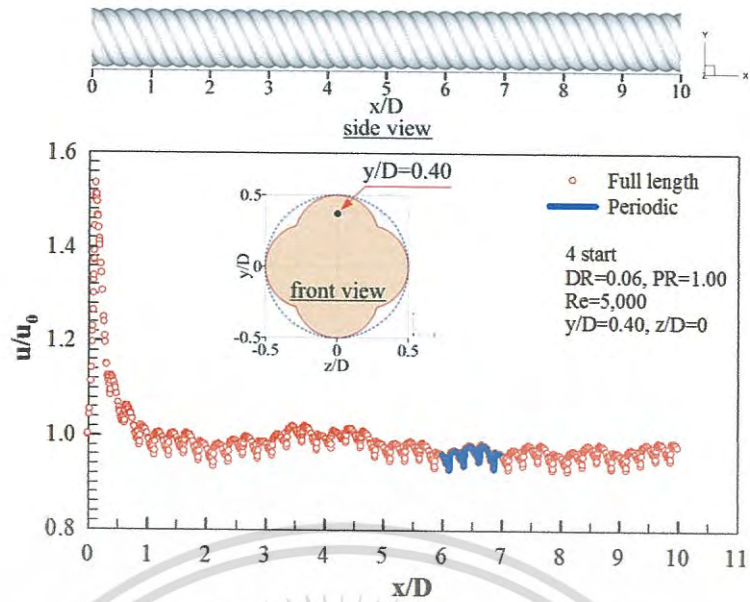 Y
Z X
0 1 2 3 4 5 6 7 8 9 10
x/D
side view
1.6
1.4
1.2
1.0
0.8
u/u₀
y/D=0.40
0.5
0
-0.5
y/D
front view
-0.5 0 0.5
z/D
Full length
Periodic
4 start
DR=0.06, PR=1.00
Re=5,000
y/D=0.40, z/D=0
0 1 2 3 4 5 6 7 8 9 10 11
x/D